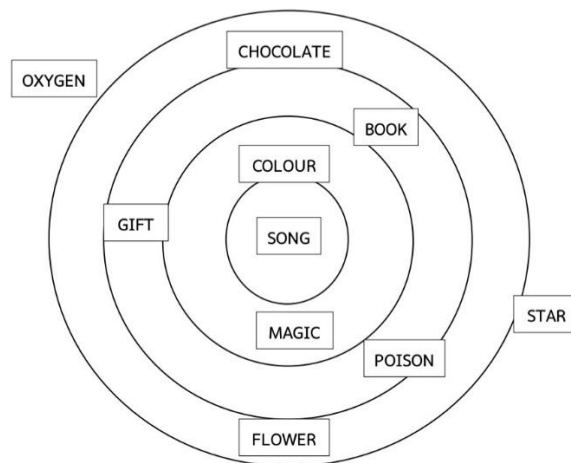 CHOCOLATE
OXYGEN
BOOK
COLOUR
GIFT
SONG
STAR
MAGIC
POISON
FLOWER